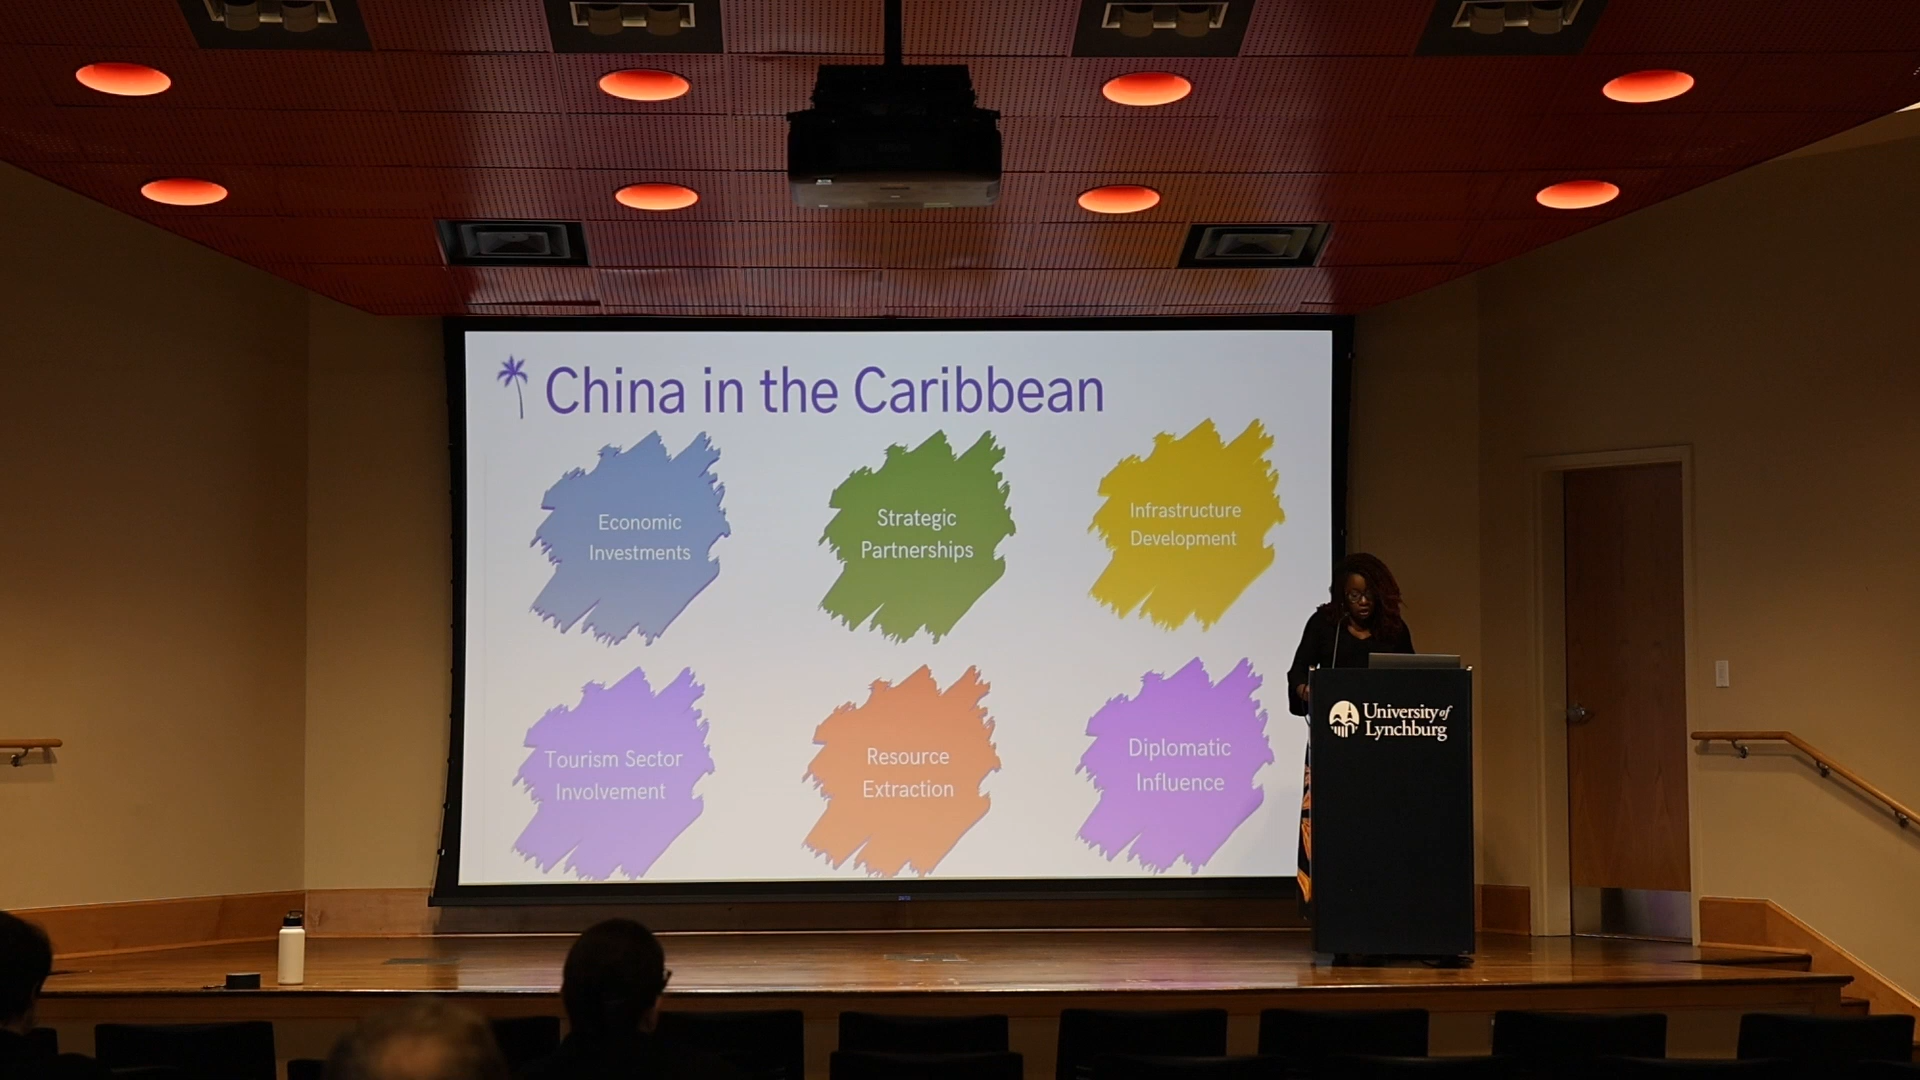 China in the Caribbean
Economic
Investments
Strategic
Partnerships
Infrastructure
Development
Tourism Sector
Involvement
Resource
Extraction
Diplomatic
Influence
University of
Lynchburg